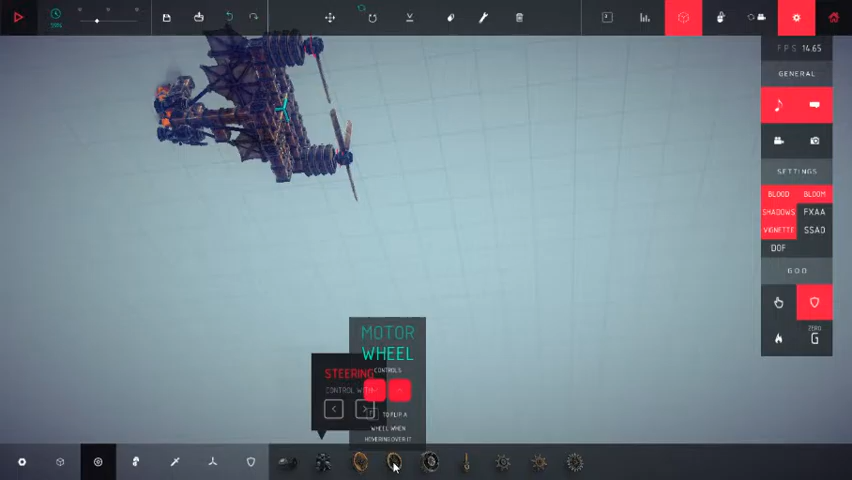 FPS 14.65
GENERAL
SETTINGS
BLOOD BLOOM
SHADOWS FXAA
VIGNETTE SSAO
DOF
GOD
ZERO
G
MOTOR
WHEEL
CONTROLS
STEERING
CONTROL WITH
TO FLIP A
WHEEL WHEN
HOVERING OVER IT